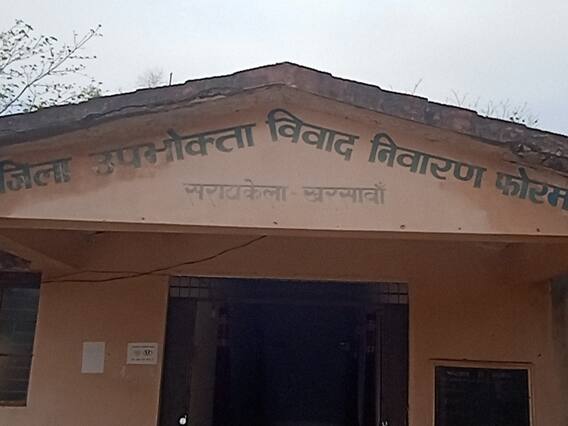 जिला उपभोक्ता विवाद निवारण फोरम
सरायकेला - खरसावाँ